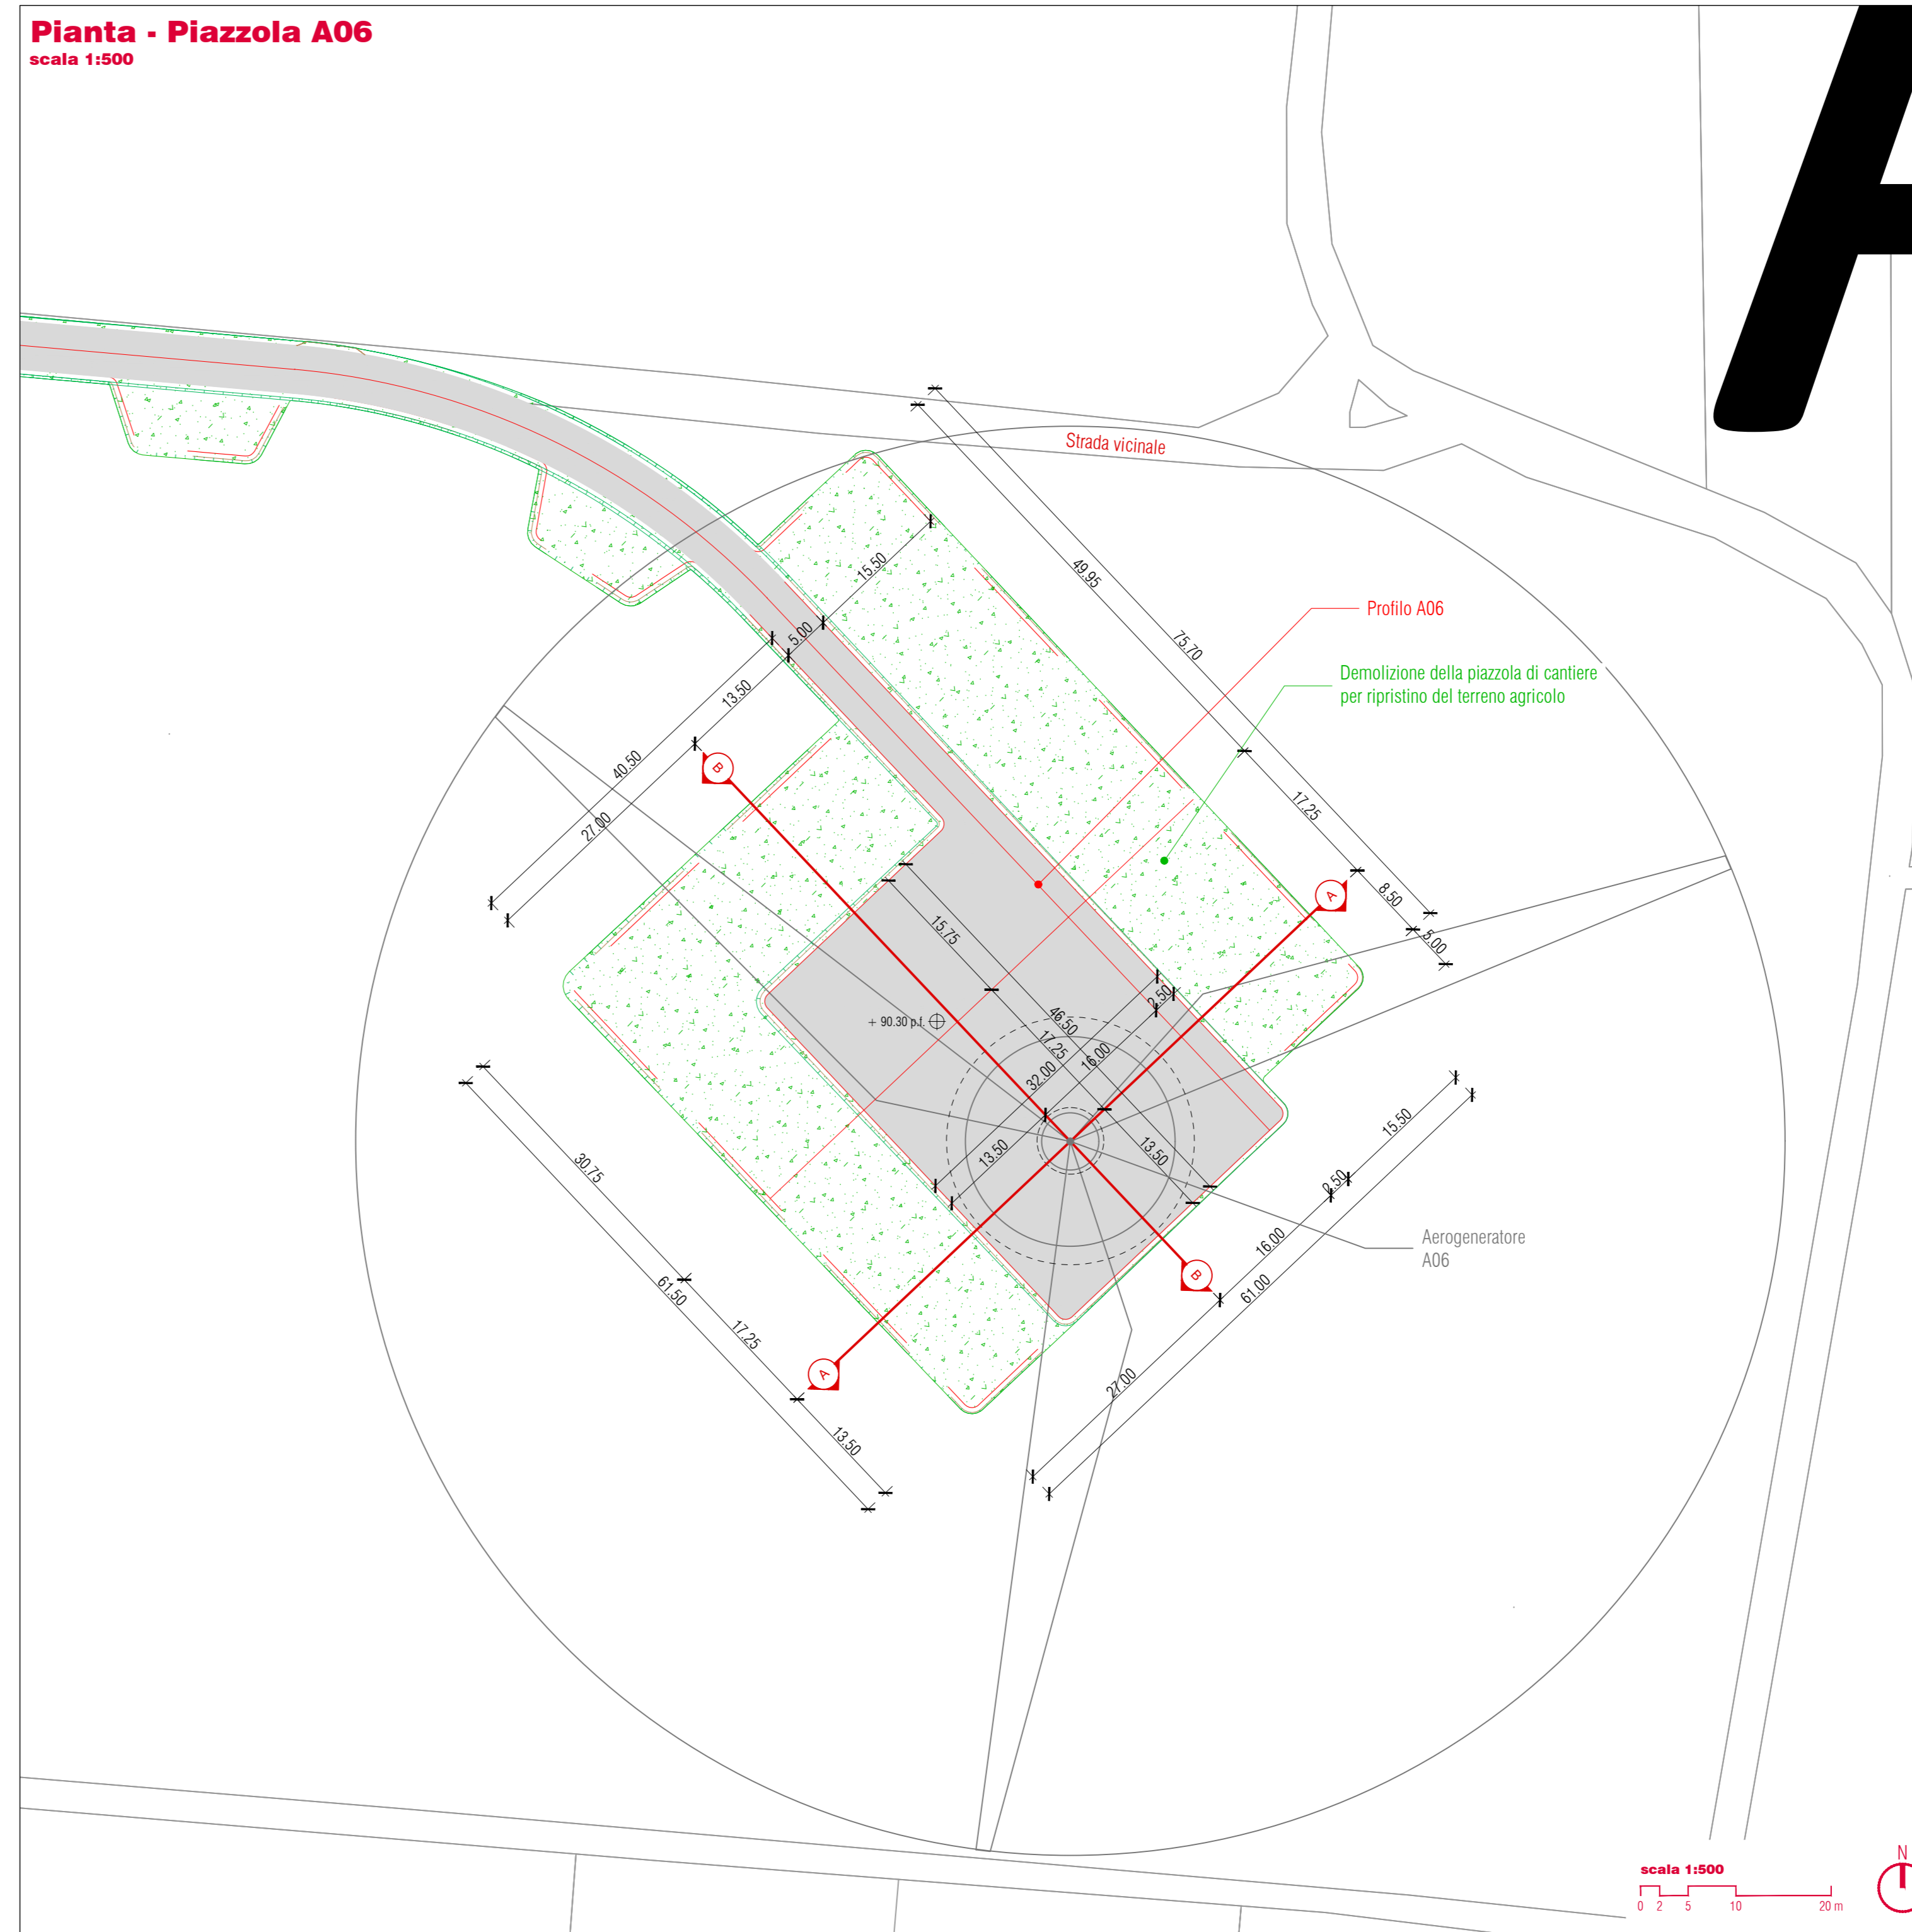 Pianta - Piazzola A06
scala 1:500
Strada vicinale
49.95
75.70
15.50
5.00
13.50
40.50
27.00
Profilo A06
Demolizione della piazzola di cantiere
per ripristino del terreno agricolo
17.25
8.50
5.00
B
A
15.75
46.50
17.25
2.50
16.00
32.00
13.50
13.50
+ 90.30 p.f.
15.50
2.50
16.00
61.00
27.00
Aerogeneratore
A06
B
A
30.75
61.50
17.25
13.50
scala 1:500
0 2 5 10 20 m
N